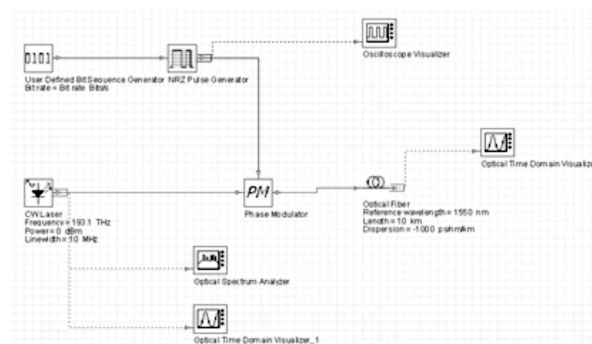 0101
User Defined Bit Sequence Generator
Bit rate = Bit rate Bits/s
NRZ Pulse Generator
Oscilloscope Visualizer
Optical Time Domain Visualize
CW Laser
Frequency = 193.1 THz
Power = 0 dBm
Linewidth = 10 MHz
PM
Phase Modulator
Optical Fiber
Reference wavelength = 1550 nm
Length = 10 km
Dispersion = -1000 ps/nm/km
Optical Spectrum Analyzer
Optical Time Domain Visualizer_1